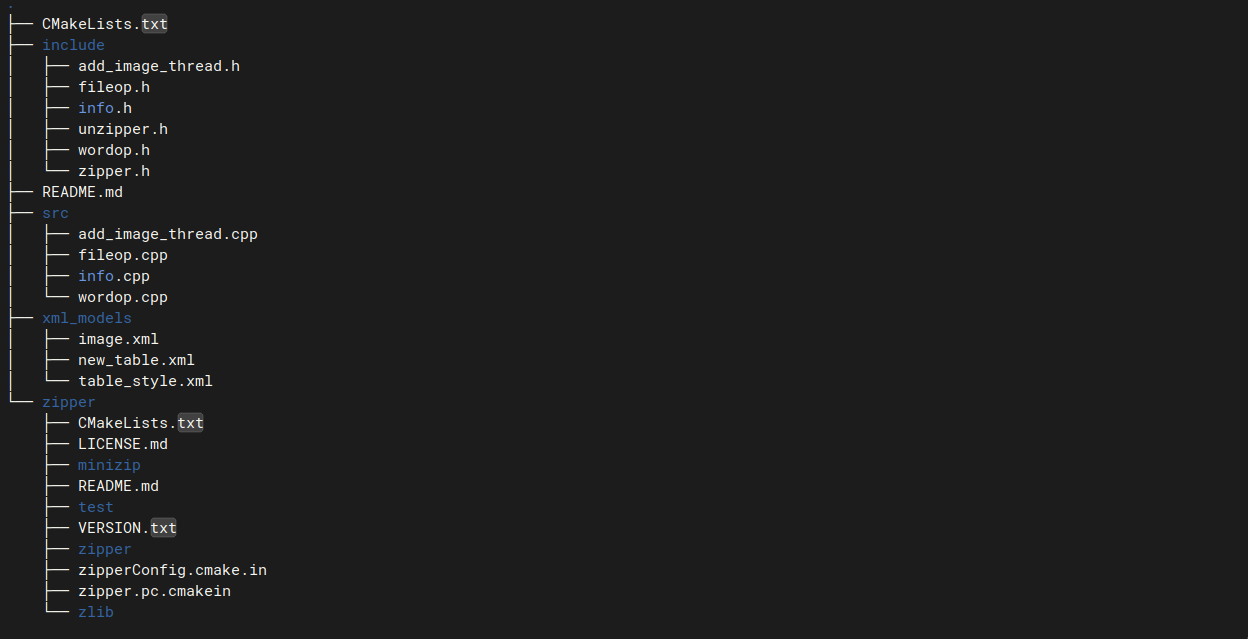 .
├── CMakeLists.txt
├── include
│   ├── add_image_thread.h
│   ├── fileop.h
│   ├── info.h
│   ├── unzipper.h
│   ├── wordop.h
│   └── zipper.h
├── README.md
├── src
│   ├── add_image_thread.cpp
│   ├── fileop.cpp
│   ├── info.cpp
│   └── wordop.cpp
├── xml_models
│   ├── image.xml
│   ├── new_table.xml
│   └── table_style.xml
└── zipper
    ├── CMakeLists.txt
    ├── LICENSE.md
    ├── minizip
    ├── README.md
    ├── test
    ├── VERSION.txt
    ├── zipper
    ├── zipperConfig.cmake.in
    ├── zipper.pc.cmakein
    └── zlib